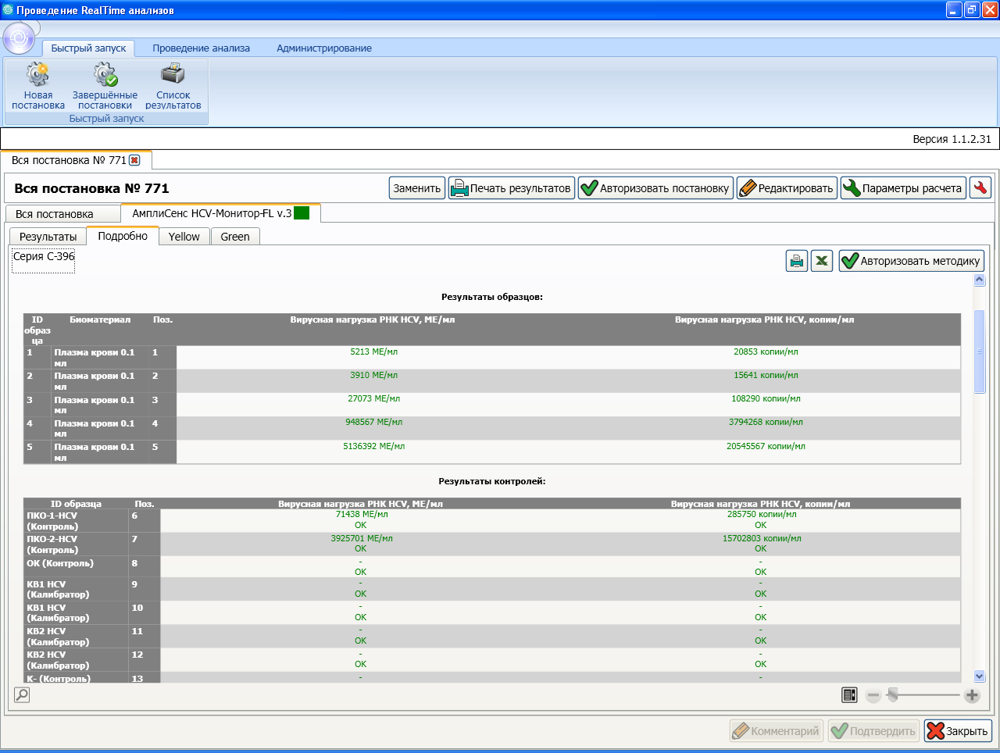 Проведение RealTime анализов
Быстрый запуск Проведение анализа Администрирование
Новая постановка
Завершённые постановки
Список результатов
Быстрый запуск
Версия 1.1.2.31
Вся постановка № 771
Вся постановка № 771
Заменить Печать результатов Авторизовать постановку Редактировать Параметры расчета
Вся постановка АмплиСенс HCV-Монитор-FL v.3
Результаты Подробно Yellow Green
Серия C-396 Авторизовать методику
Результаты образцов:
ID образца Биоматериал Поз. Вирусная нагрузка РНК HCV, МЕ/мл Вирусная нагрузка РНК HCV, копии/мл
1 Плазма крови 0.1 мл 1 5213 МЕ/мл 20853 копии/мл
2 Плазма крови 0.1 мл 2 3910 МЕ/мл 15641 копии/мл
3 Плазма крови 0.1 мл 3 27073 МЕ/мл 108290 копии/мл
4 Плазма крови 0.1 мл 4 948567 МЕ/мл 3794268 копии/мл
5 Плазма крови 0.1 мл 5 5136392 МЕ/мл 20545567 копии/мл
Результаты контролей:
ID образца Поз. Вирусная нагрузка РНК HCV, МЕ/мл Вирусная нагрузка РНК HCV, копии/мл
ПКО-1-HCV 6 71438 МЕ/мл 285750 копии/мл
(Контроль) OK OK
ПКО-2-HCV 7 3925701 МЕ/мл 15702803 копии/мл
(Контроль) OK OK
ОК (Контроль) 8 - -
OK OK
КВ1 HCV 9 - -
(Калибратор) OK OK
КВ1 HCV 10 - -
(Калибратор) OK OK
КВ2 HCV 11 - -
(Калибратор) OK OK
КВ2 HCV 12 - -
(Калибратор) OK OK
К- (Контроль) 13 - -
Комментарий Подтвердить Закрыть